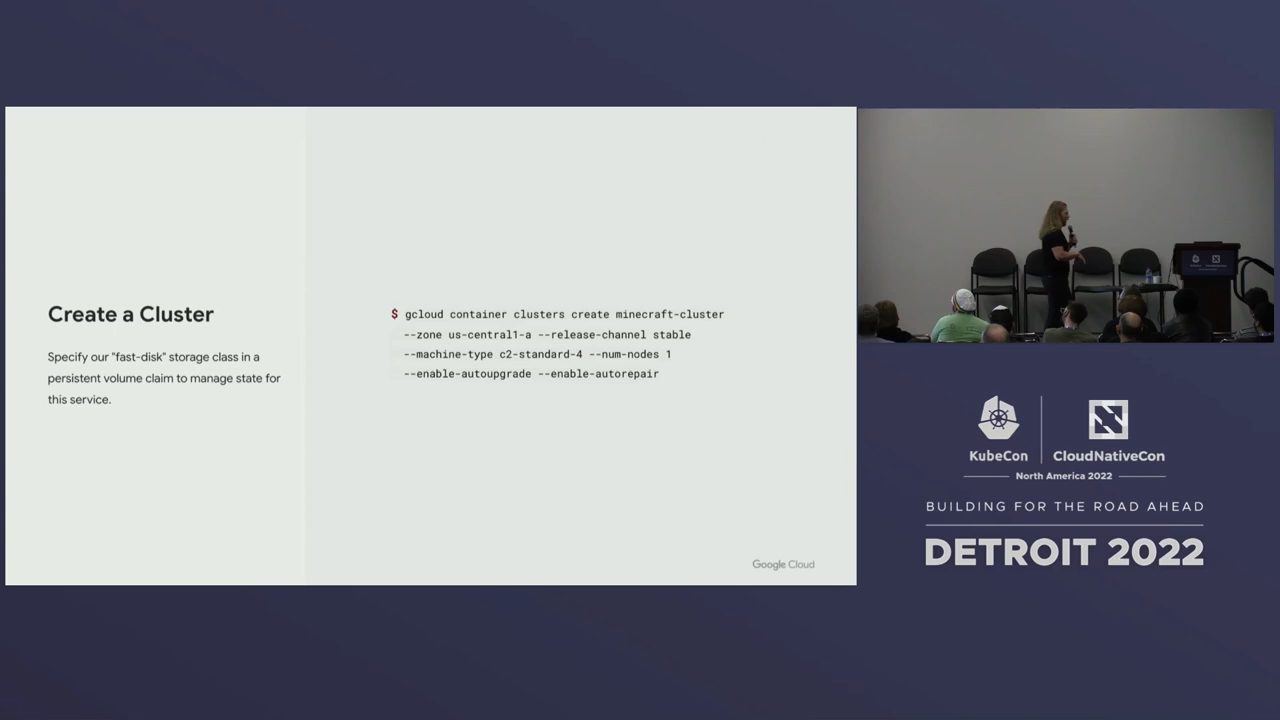 Create a Cluster
Specify our "fast-disk" storage class in a
persistent volume claim to manage state for
this service.
$ gcloud container clusters create minecraft-cluster
--zone us-central1-a --release-channel stable
--machine-type c2-standard-4 --num-nodes 1
--enable-autoupgrade --enable-autorepair
Google Cloud
KubeCon
CloudNativeCon
North America 2022
BUILDING FOR THE ROAD AHEAD
DETROIT 2022